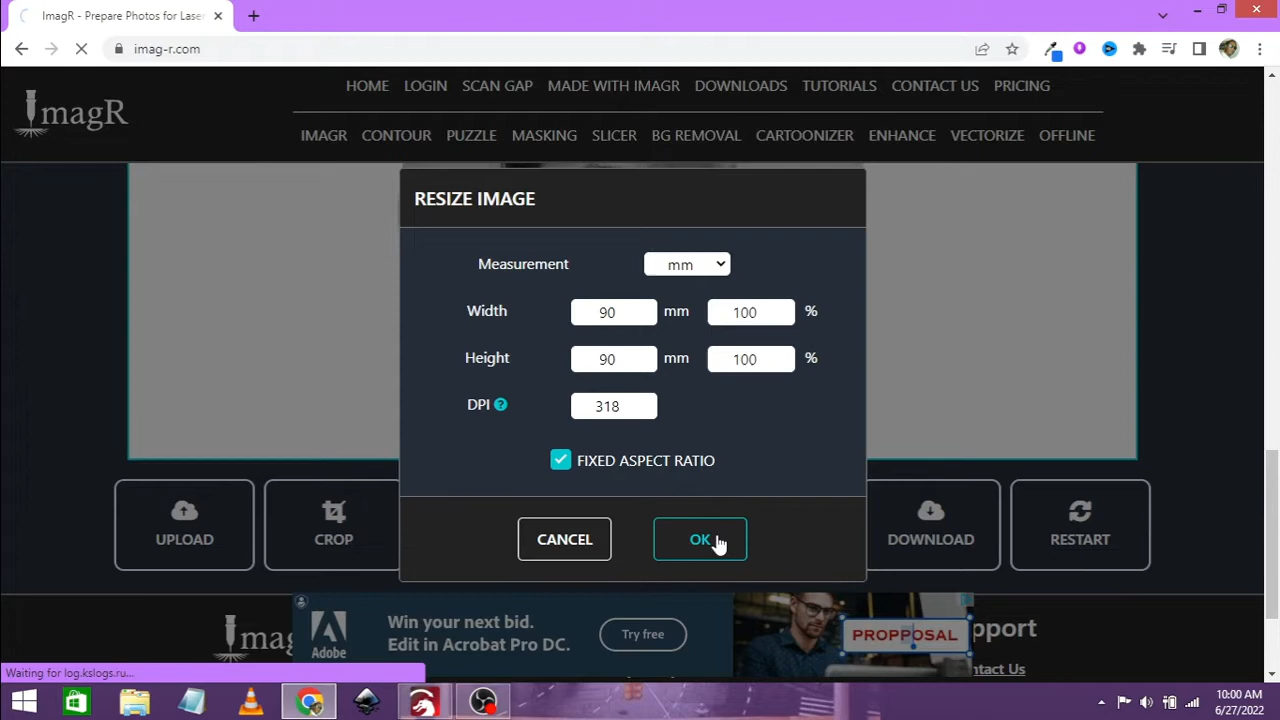 ImagR - Prepare Photos for Laser
imag-r.com
ImagR
HOME LOGIN SCAN GAP MADE WITH IMAGR DOWNLOADS TUTORIALS CONTACT US PRICING
IMAGR CONTOUR PUZZLE MASKING SLICER BG REMOVAL CARTOONIZER ENHANCE VECTORIZE OFFLINE
RESIZE IMAGE
Measurement mm
Width 90 mm 100 %
Height 90 mm 100 %
DPI ? 318
FIXED ASPECT RATIO
CANCEL OK
UPLOAD CROP DOWNLOAD RESTART
Adobe
Win your next bid.
Edit in Acrobat Pro DC.
Try free
PROPPOSAL
Waiting for log.kslogs.ru...
10:00 AM
6/27/2022